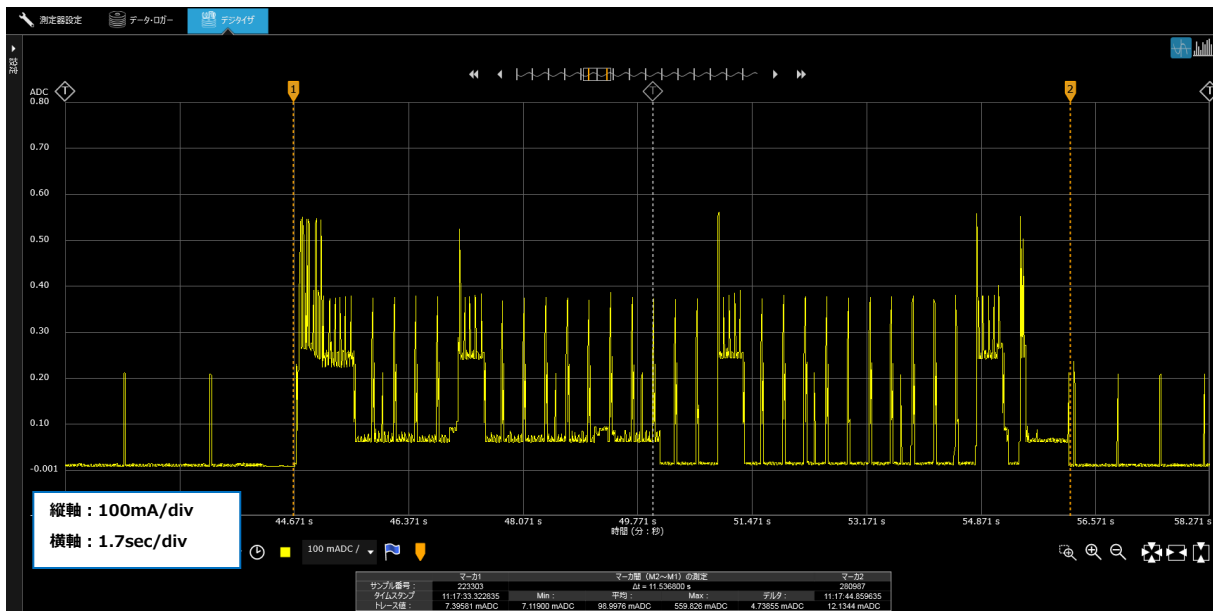 測定器設定 データ・ロガー デジタイザ
設定
1 T 2
ADC T T
0.80
0.70
0.60
0.50
0.40
0.30
0.20
0.10
-0.001
44.671 s 46.371 s 48.071 s 49.771 s 51.471 s 53.171 s 54.871 s 56.571 s 58.271 s
時間 (分：秒)
縦軸：100mA/div
横軸：1.7sec/div
100 mADC /
マーカ1 マーカ間（M2～M1）の測定 マーカ2
サンプル番号： 223303 Δt = 11.536800 s 280987
タイムスタンプ 11:17:33.322835 Min： 平均： Max： デルタ： 11:17:44.859635
トレース値： 7.39581 mADC 7.11900 mADC 98.9976 mADC 559.826 mADC 4.73855 mADC 12.1344 mADC